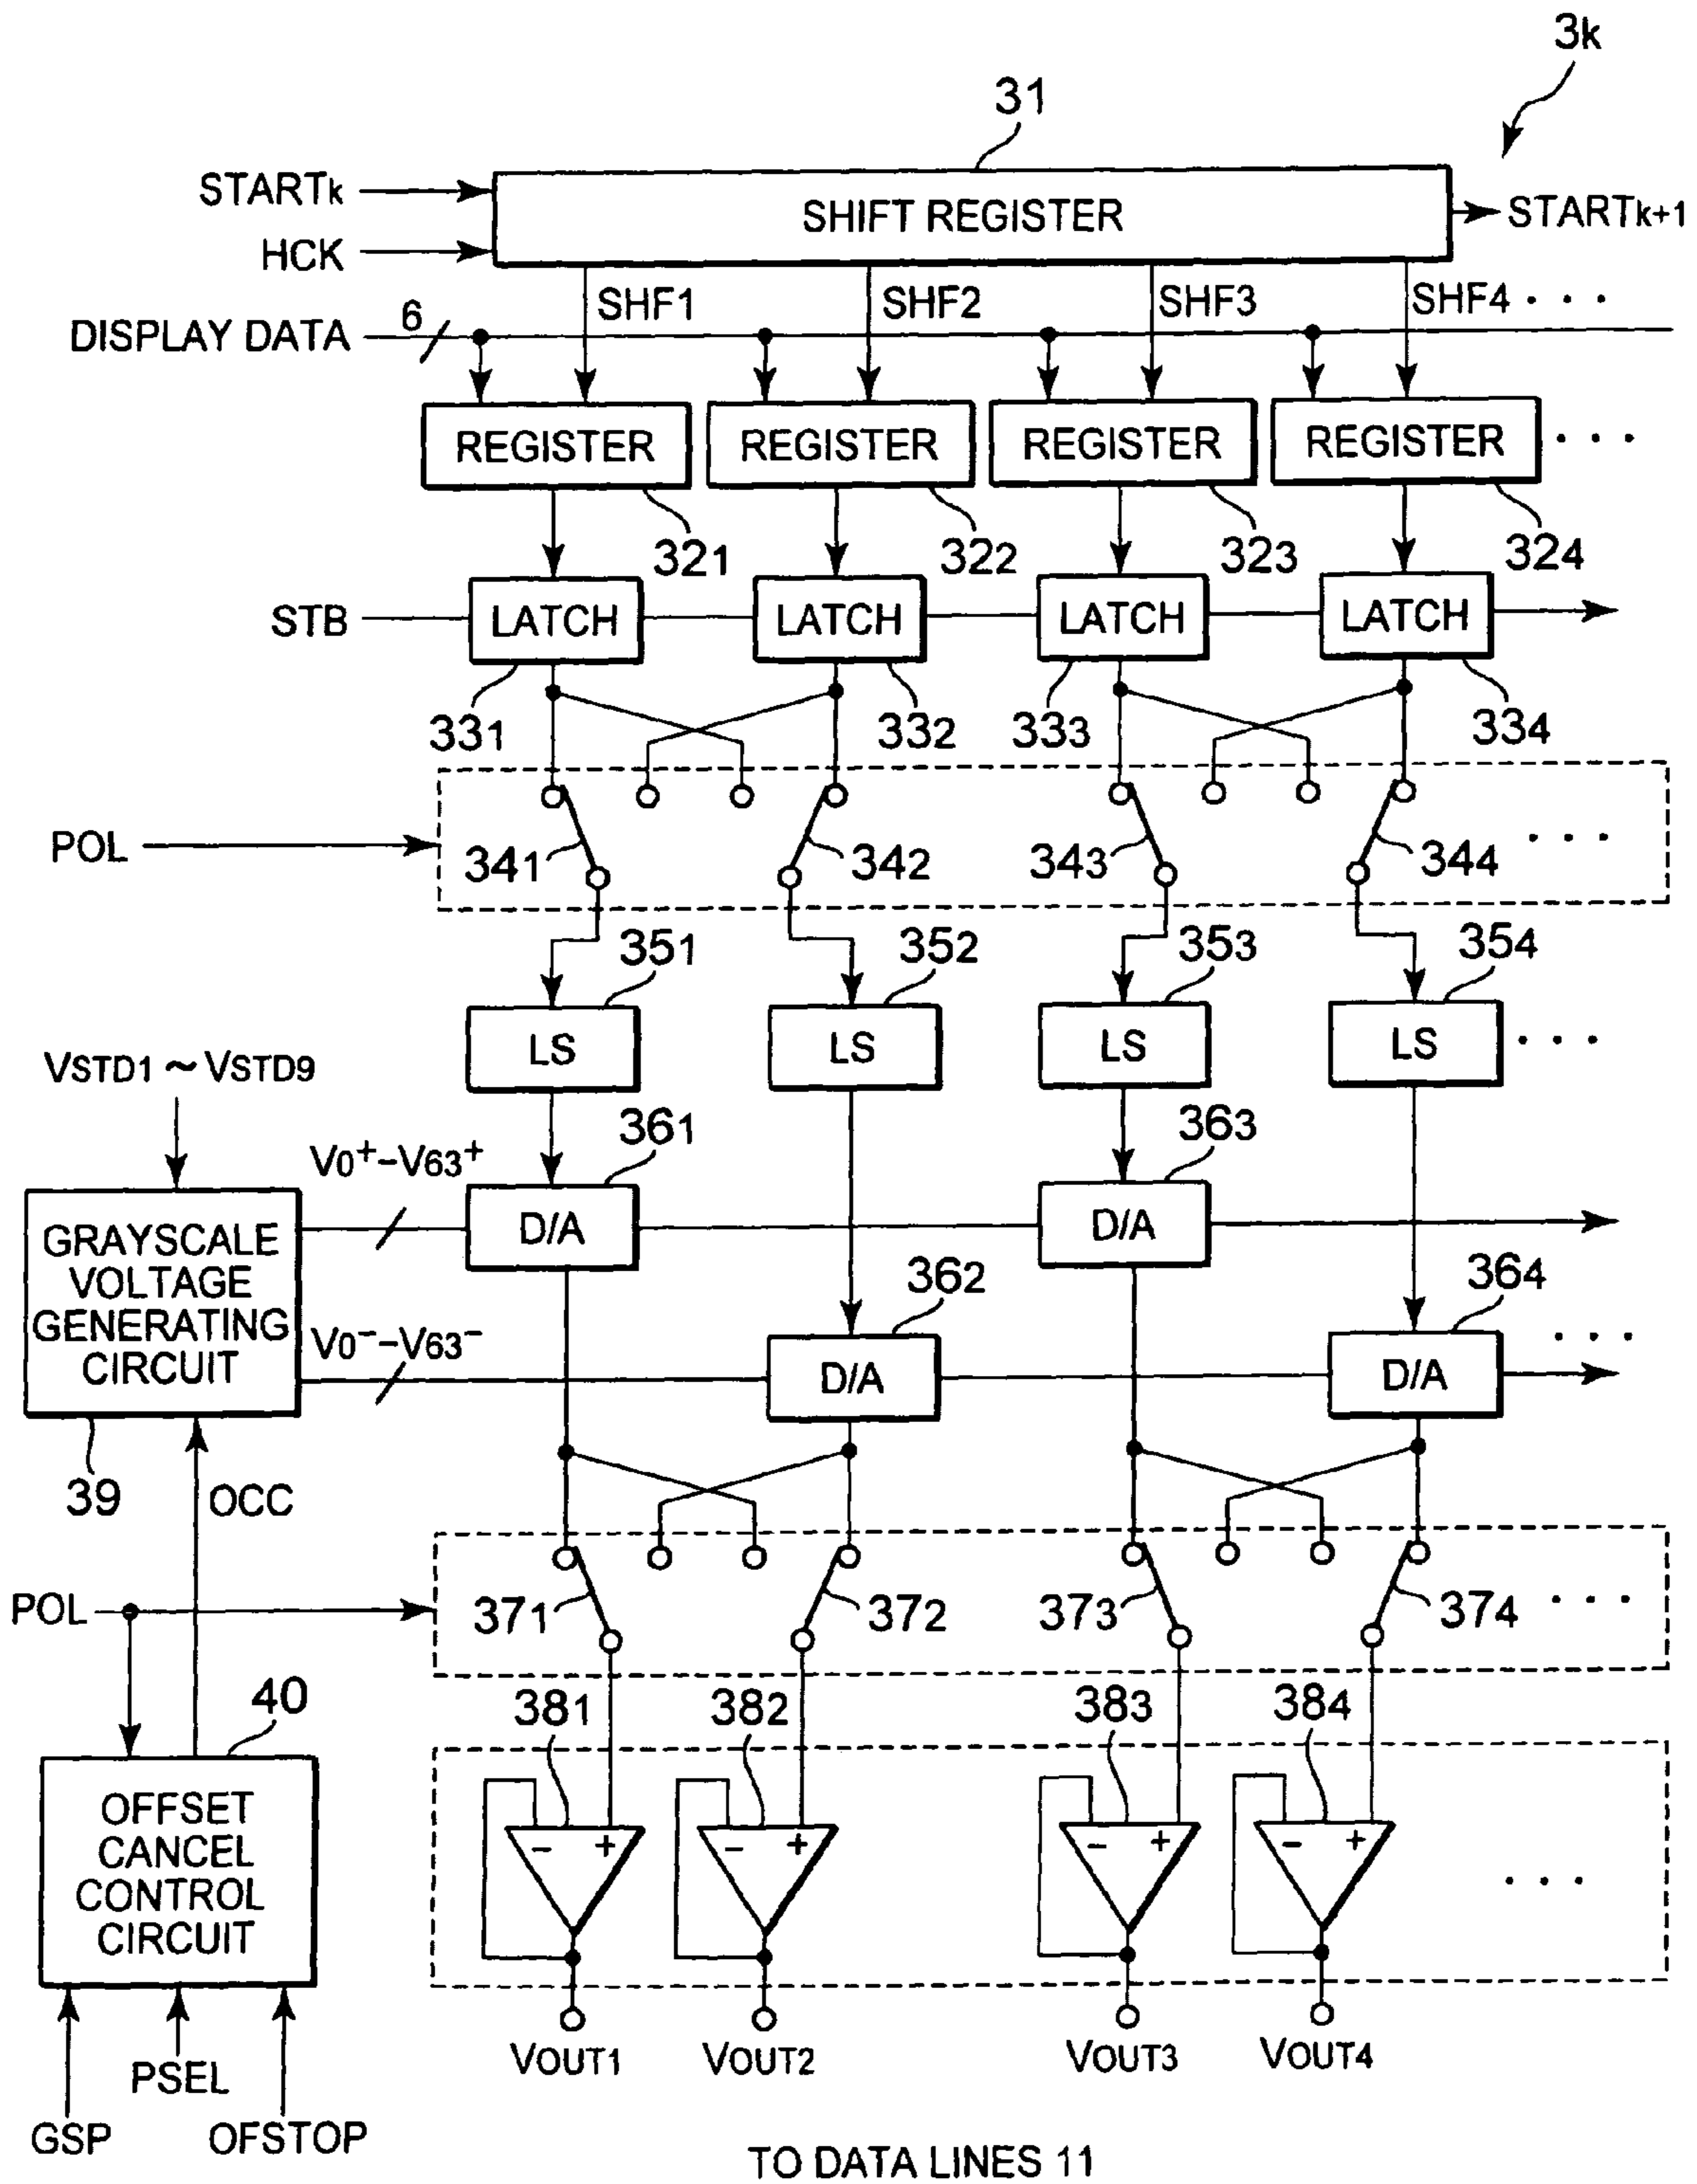 3k
31
STARTk
SHIFT REGISTER
STARTk+1
HCK
SHF1
SHF2
SHF3
SHF4 · · ·
DISPLAY DATA
6
REGISTER
REGISTER
REGISTER
REGISTER
· · ·
321
322
323
324
STB
LATCH
LATCH
LATCH
LATCH
331
332
333
334
POL
341
342
343
344
· · ·
351
352
353
354
LS
LS
LS
LS
· · ·
VSTD1 ~ VSTD9
361
363
V0+–V63+
D/A
D/A
GRAYSCALE
VOLTAGE
GENERATING
CIRCUIT
362
364
V0-–V63-
D/A
D/A
· · ·
39
OCC
POL
371
372
373
374
· · ·
40
381
382
383
384
OFFSET
CANCEL
CONTROL
CIRCUIT
− +
− +
− +
− +
· · ·
VOUT1
VOUT2
VOUT3
VOUT4
PSEL
GSP
OFSTOP
TO DATA LINES 11